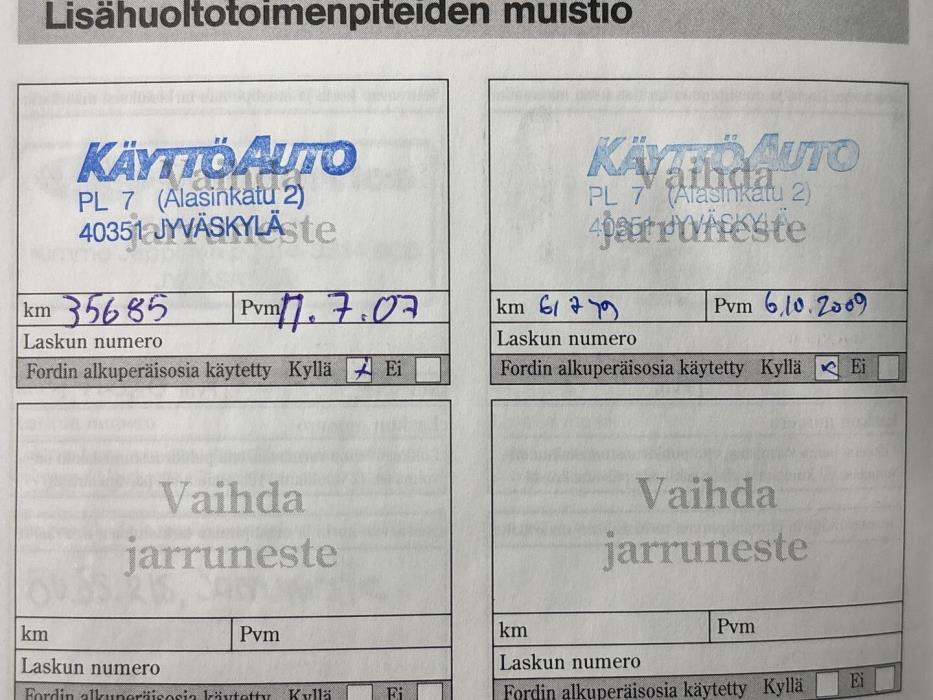 Lisähuoltotoimenpiteiden muistio
KÄYTTÖAUTO
Vaihda
PL 7 (Alasinkatu 2)
40351 JYVÄSKYLÄ
jarruneste
km 35685 Pvm 17.7.07
Laskun numero
Fordin alkuperäisosia käytetty Kyllä Ei
KÄYTTÖAUTO
Vaihda
PL 7 (Alasinkatu 2)
40351 JYVÄSKYLÄ
jarruneste
km Pvm 6.10.2009
Laskun numero
Fordin alkuperäisosia käytetty Kyllä Ei
Vaihda
jarruneste
km Pvm
Laskun numero
Fordin alkuperäisosia käytetty Kyllä Ei
Vaihda
jarruneste
km Pvm
Laskun numero
Fordin alkuperäisosia käytetty Kyllä Ei